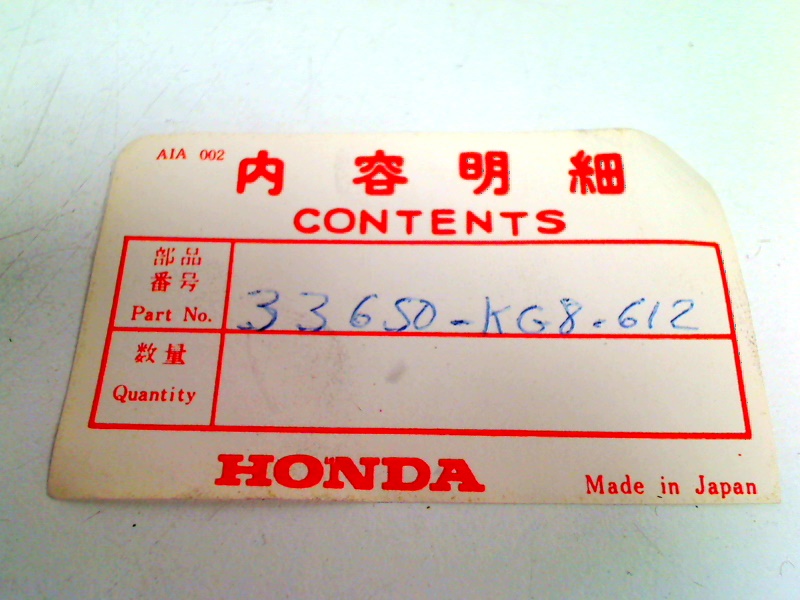 AIA 002
内容明細
CONTENTS
部品
番号
Part No.
33650-KG8-612
数量
Quantity
HONDA
Made in Japan